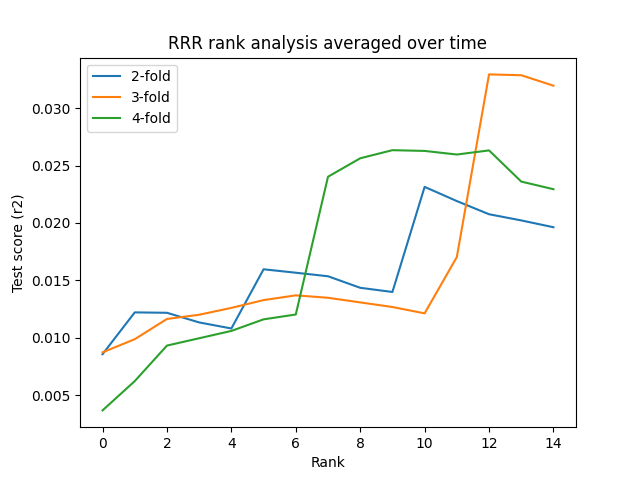 RRR rank analysis averaged over time
2-fold
3-fold
4-fold
0.030
0.025
0.020
0.015
0.010
0.005
Test score (r2)
0 2 4 6 8 10 12 14
Rank